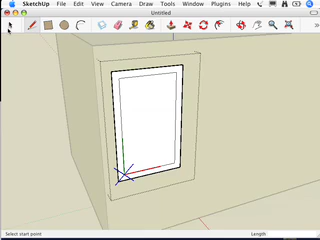 SketchUp File Edit View Camera Draw Tools Window Plugins Help
Untitled
Select start point Length